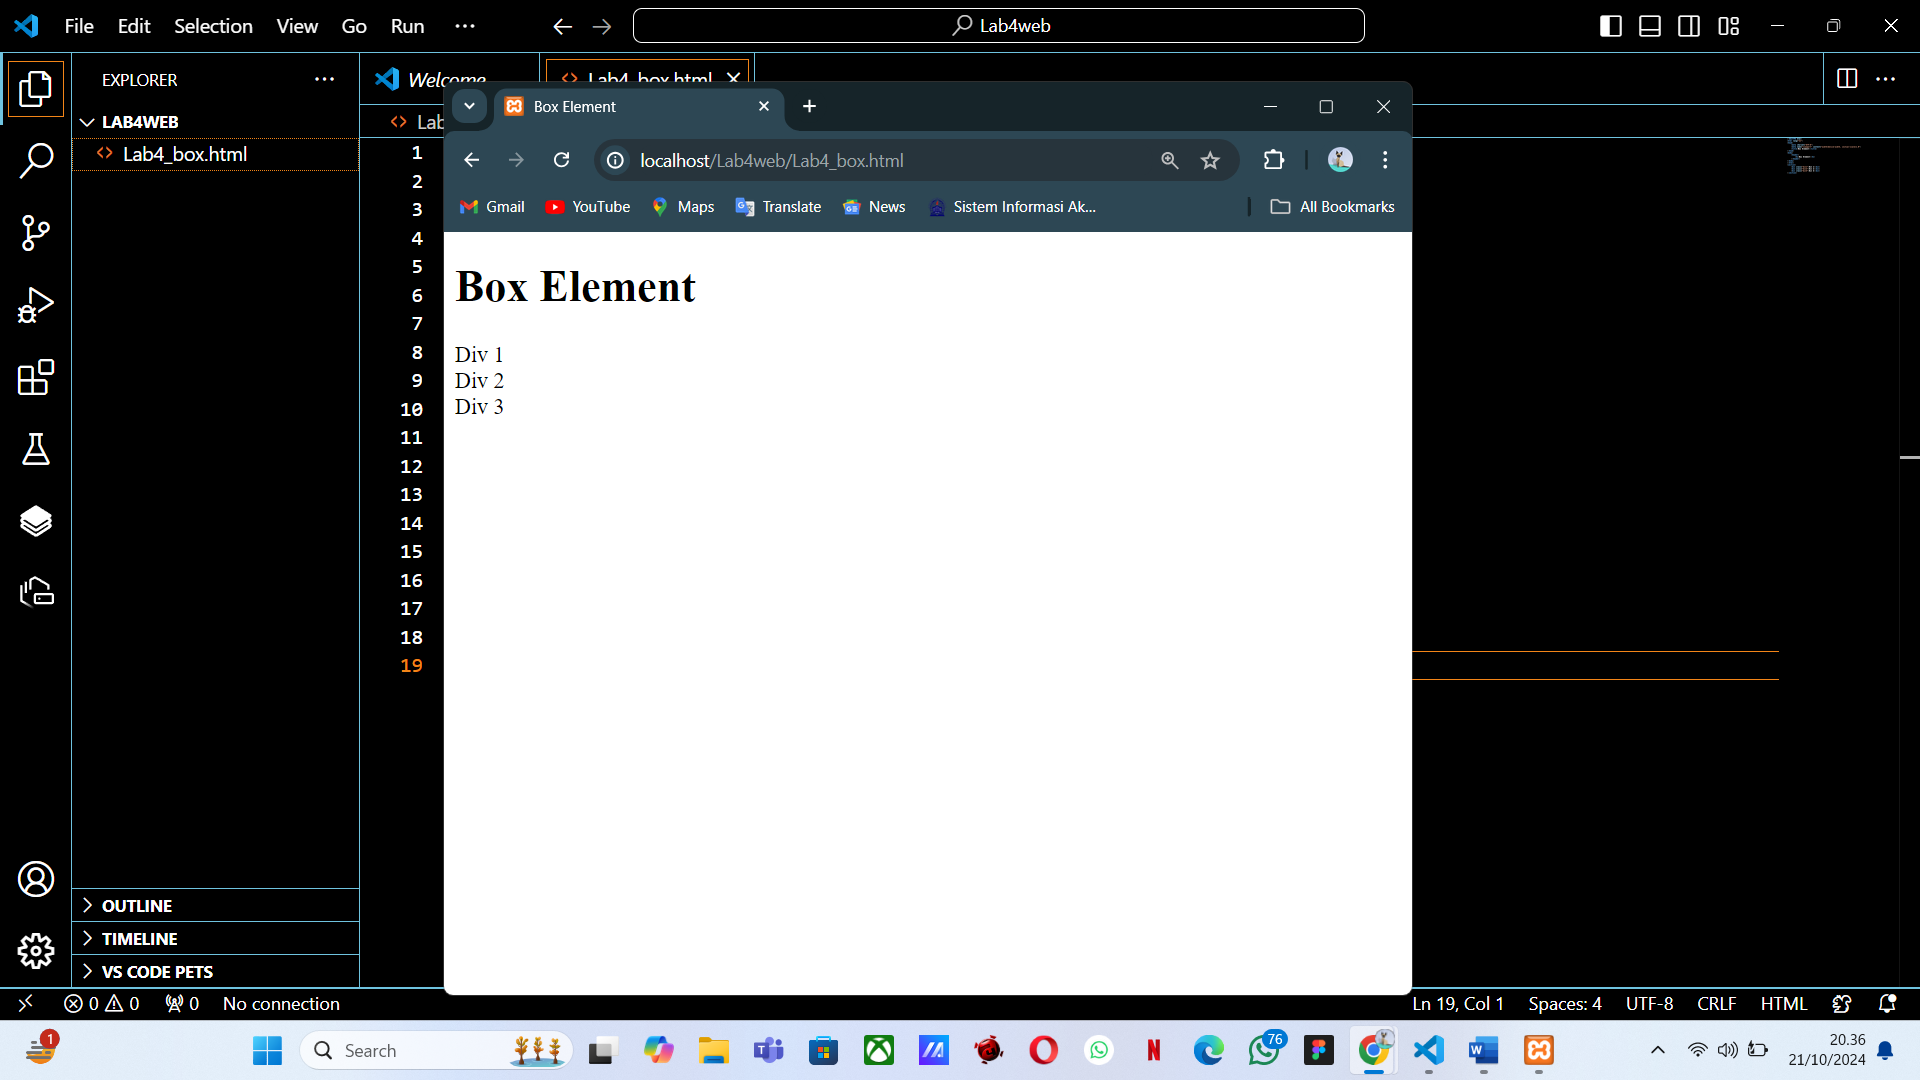 File Edit Selection View Go Run
Lab4web
EXPLORER
Welcome
Lab4_box.html
LAB4WEB
Lab4_box.html
Lab
1
2
3
4
5
6
7
8
9
10
11
12
13
14
15
16
17
18
19
Box Element
localhost/Lab4web/Lab4_box.html
Gmail YouTube Maps Translate News Sistem Informasi Ak... All Bookmarks
Box Element
Div 1
Div 2
Div 3
OUTLINE
TIMELINE
VS CODE PETS
0 0 0 No connection
Ln 19, Col 1 Spaces: 4 UTF-8 CRLF HTML
1
Search
76
20.36
21/10/2024